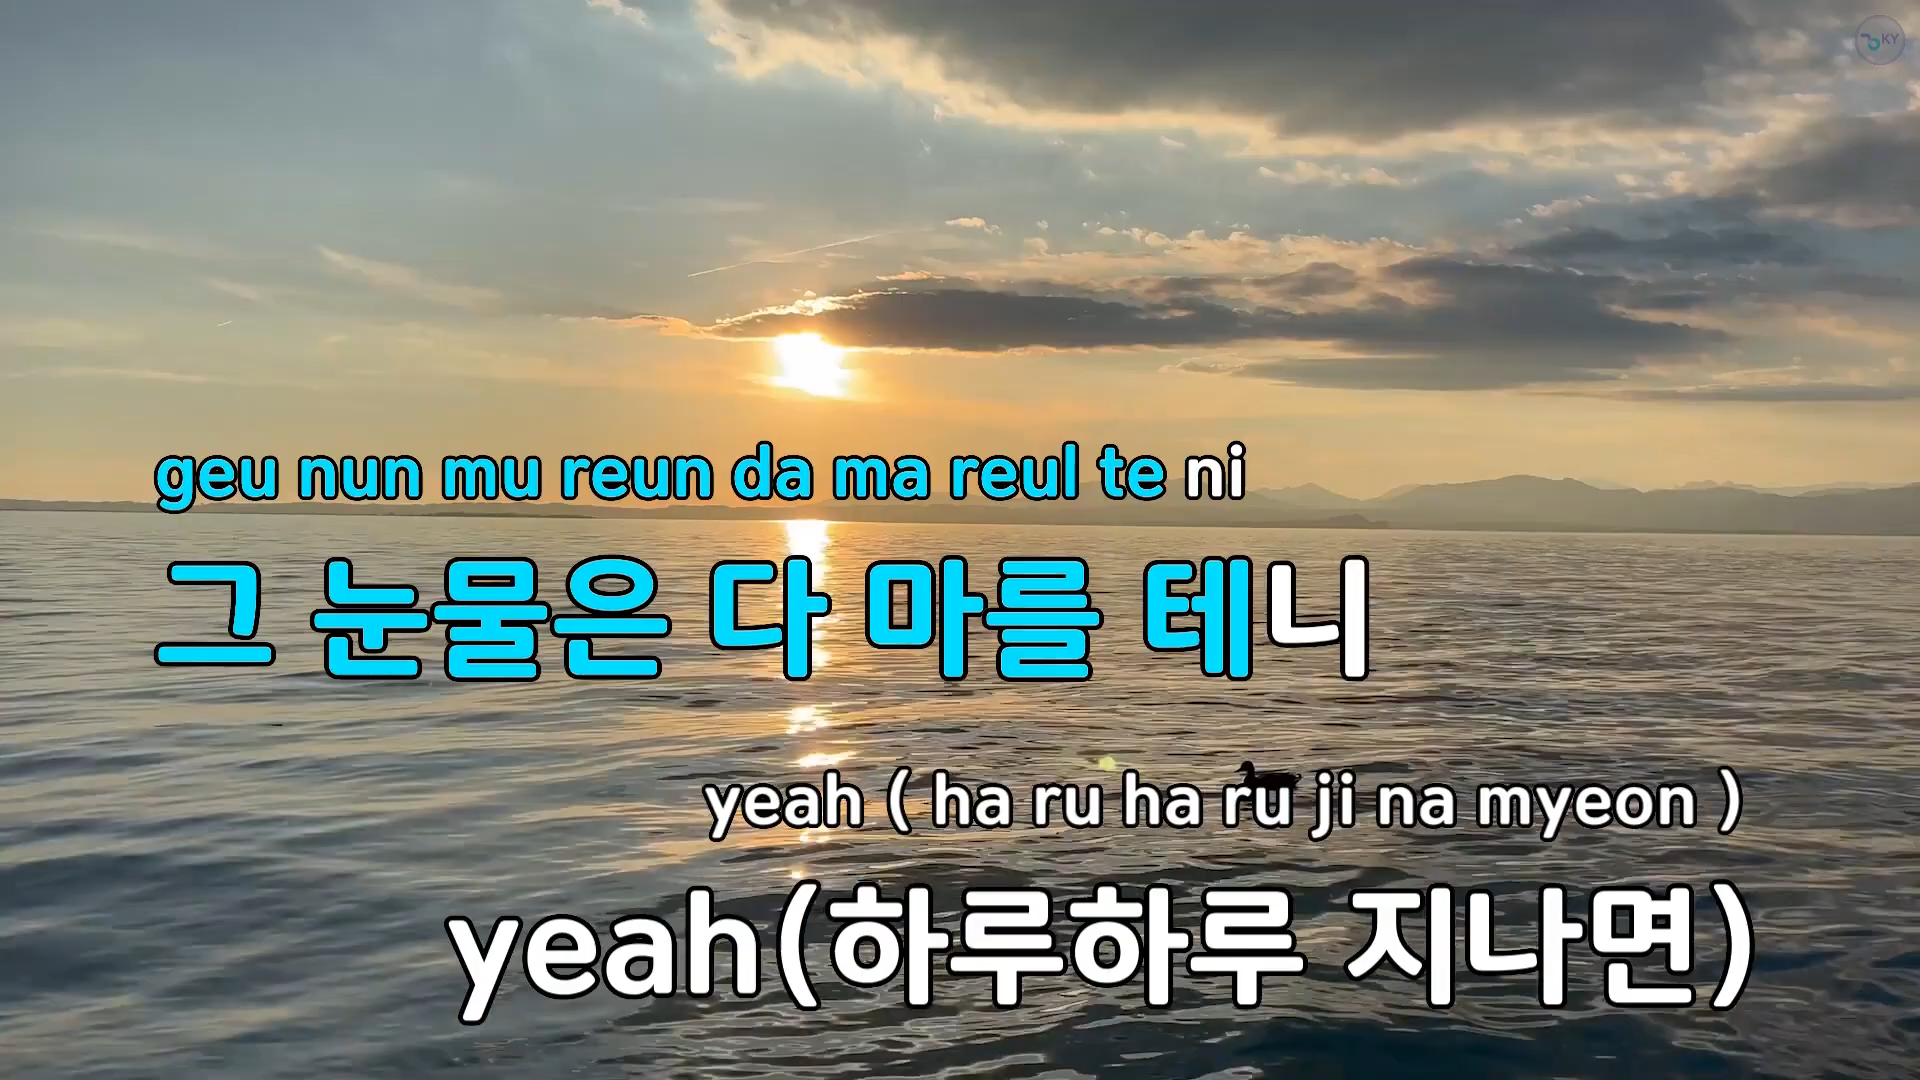 KY
geu nun mu reun da ma reul te ni
그 눈물은 다 마를 테니
yeah ( ha ru ha ru ji na myeon )
yeah(하루하루 지나면)